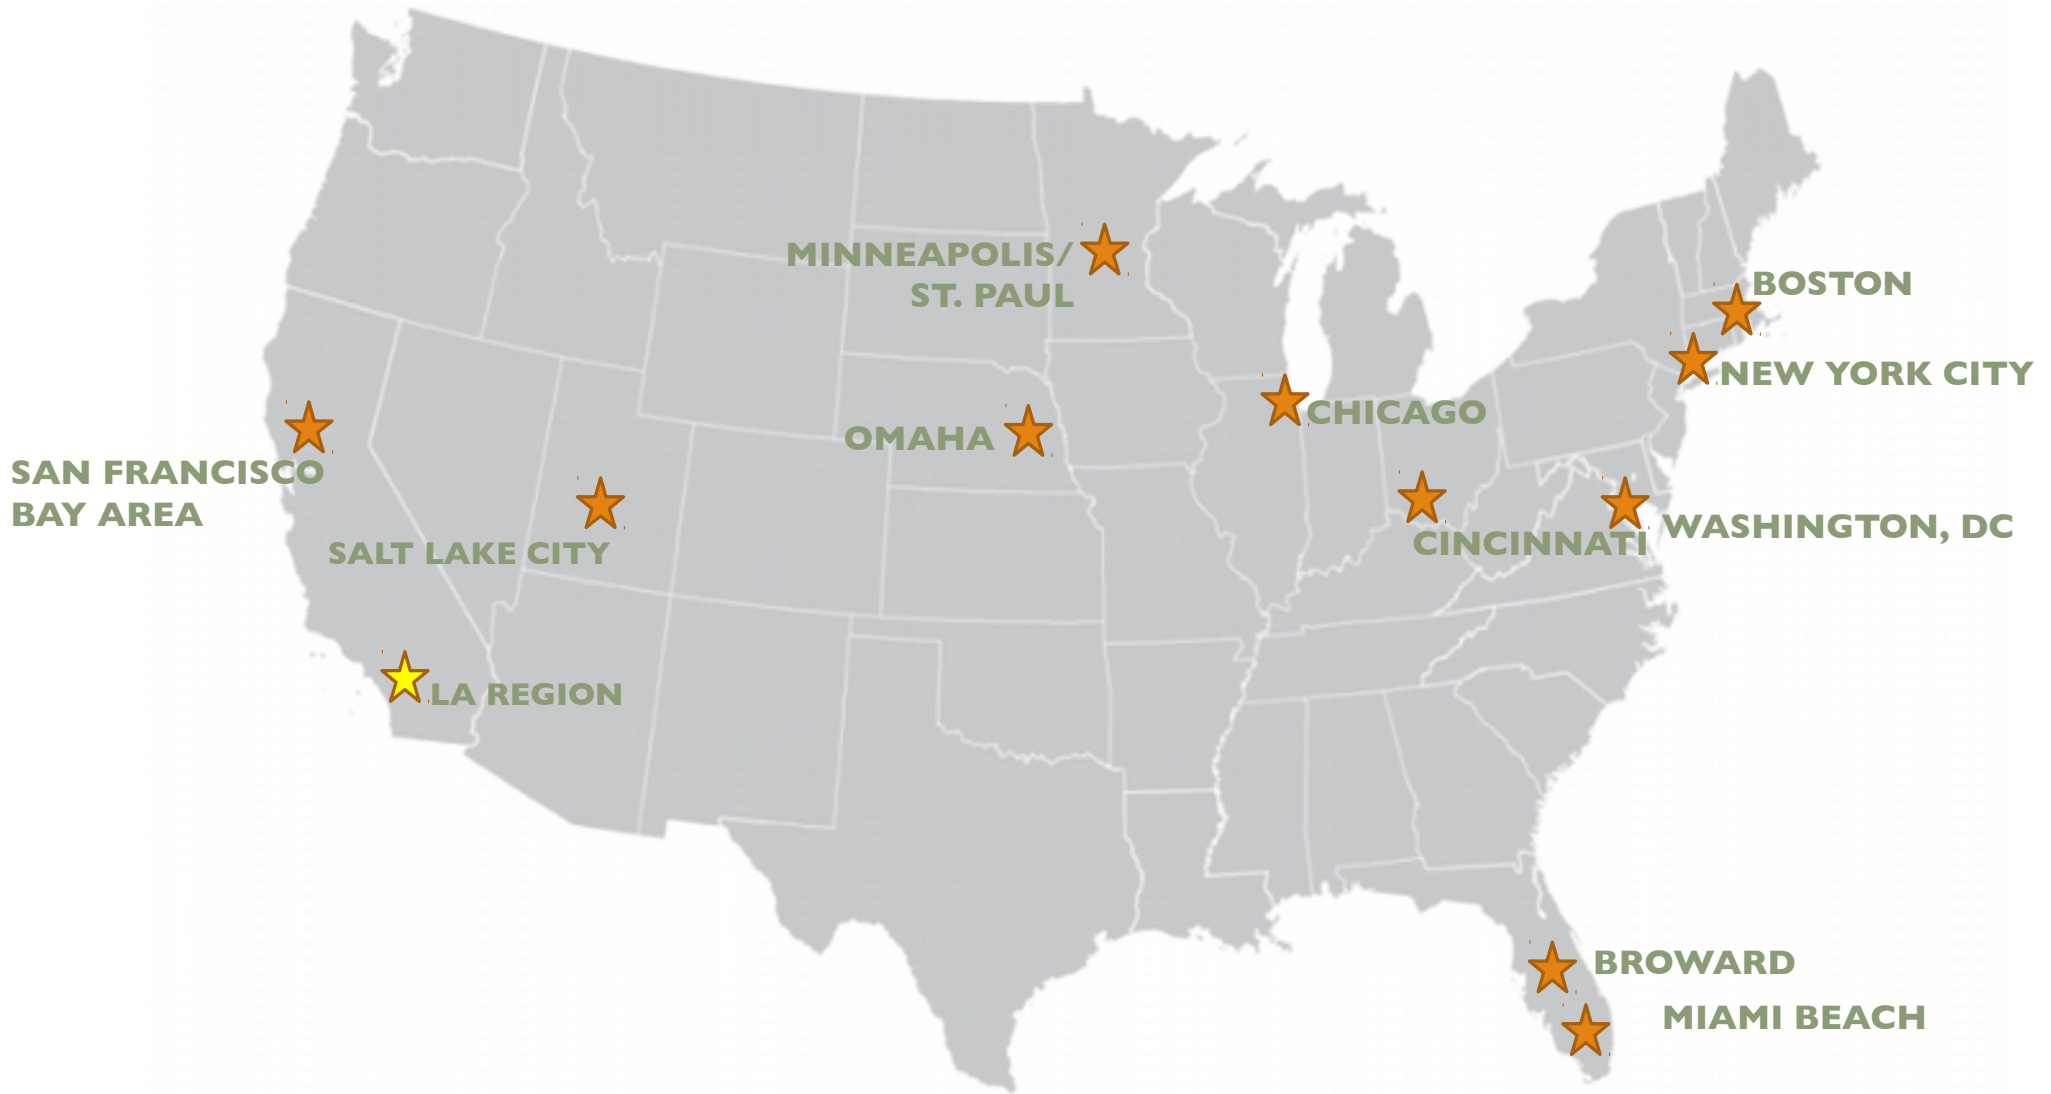 MINNEAPOLIS/
ST. PAUL
BOSTON
NEW YORK CITY
CHICAGO
OMAHA
SAN FRANCISCO
BAY AREA
WASHINGTON, DC
CINCINNATI
SALT LAKE CITY
LA REGION
BROWARD
MIAMI BEACH